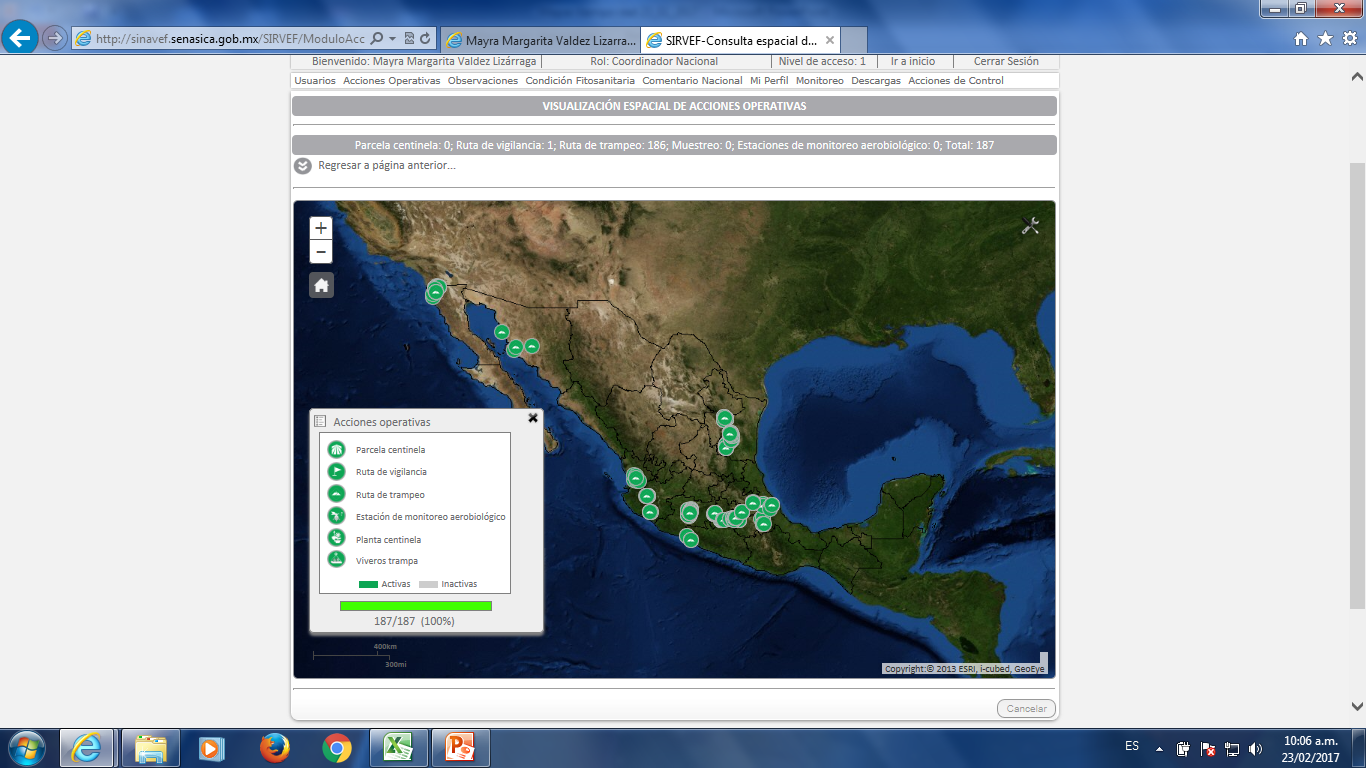 http://sinavef.senasica.gob.mx/SIRVEF/ModuloAcc
Mayra Margarita Valdez Lizarra...
SIRVEF-Consulta espacial d...
Bienvenido: Mayra Margarita Valdez Lizárraga
Rol: Coordinador Nacional
Nivel de acceso: 1
Ir a inicio
Cerrar Sesión
Usuarios Acciones Operativas Observaciones Condición Fitosanitaria Comentario Nacional Mi Perfil Monitoreo Descargas Acciones de Control
VISUALIZACIÓN ESPACIAL DE ACCIONES OPERATIVAS
Parcela centinela: 0; Ruta de vigilancia: 1; Ruta de trampeo: 186; Muestreo: 0; Estaciones de monitoreo aerobiológico: 0; Total: 187
Regresar a página anterior...
+
−
Acciones operativas
Parcela centinela
Ruta de vigilancia
Ruta de trampeo
Estación de monitoreo aerobiológico
Planta centinela
Viveros trampa
Activas Inactivas
187/187 (100%)
400km
300mi
Copyright:© 2013 ESRI, i-cubed, GeoEye
Cancelar
ES
10:06 a.m.
23/02/2017